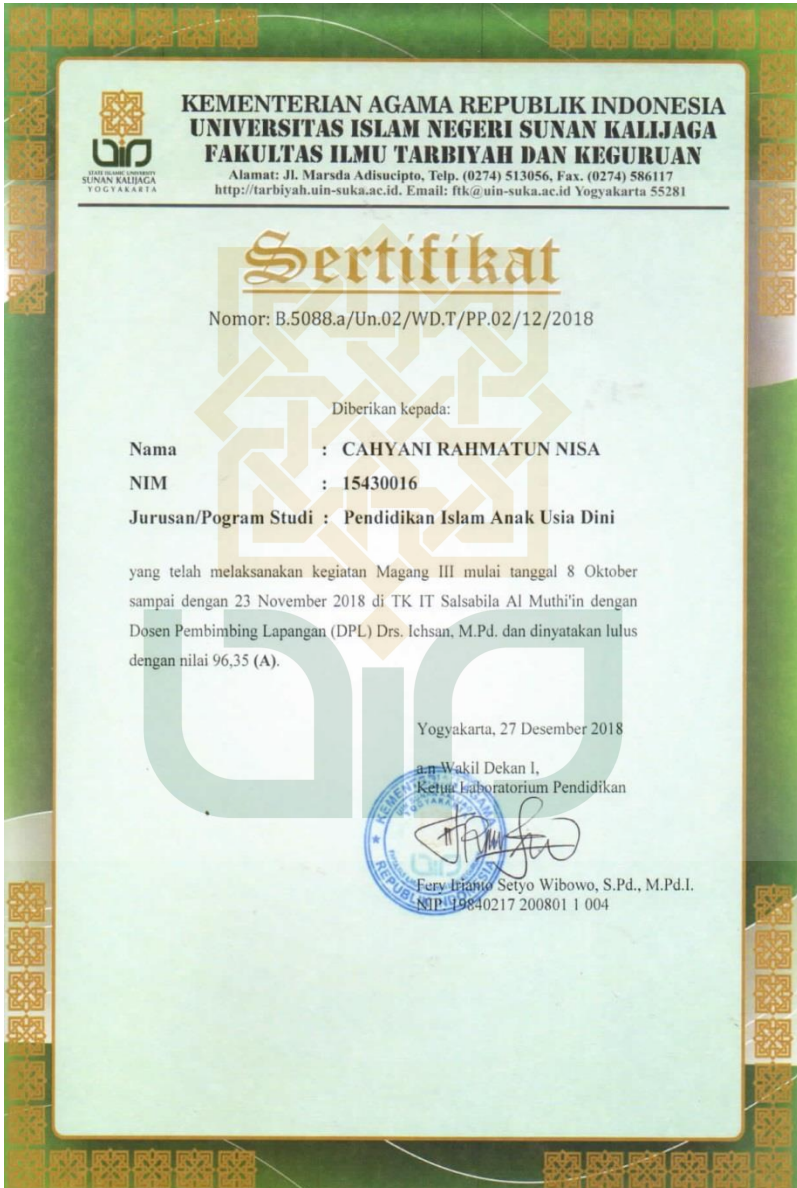 KEMENTERIAN AGAMA REPUBLIK INDONESIA
UNIVERSITAS ISLAM NEGERI SUNAN KALIJAGA
FAKULTAS ILMU TARBIYAH DAN KEGURUAN
Alamat: Jl. Marsda Adisucipto, Telp. (0274) 513056, Fax. (0274) 586117
http://tarbiyah.uin-suka.ac.id. Email: ftk@uin-suka.ac.id Yogyakarta 55281
STATE ISLAMIC UNIVERSITY
SUNAN KALIJAGA
YOGYAKARTA
Sertifikat
Nomor: B.5088.a/Un.02/WD.T/PP.02/12/2018
Diberikan kepada:
Nama : CAHYANI RAHMATUN NISA
NIM : 15430016
Jurusan/Pogram Studi : Pendidikan Islam Anak Usia Dini
yang telah melaksanakan kegiatan Magang III mulai tanggal 8 Oktober
sampai dengan 23 November 2018 di TK IT Salsabila Al Muthi'in dengan
Dosen Pembimbing Lapangan (DPL) Drs. Ichsan, M.Pd. dan dinyatakan lulus
dengan nilai 96,35 (A).
Yogyakarta, 27 Desember 2018
a.n Wakil Dekan I,
Ketua Laboratorium Pendidikan
KEMENTERIAN AGAMA
YOGYAKARTA
REPUBLIK INDONESIA
Fery Irianto Setyo Wibowo, S.Pd., M.Pd.I.
NIP. 19840217 200801 1 004